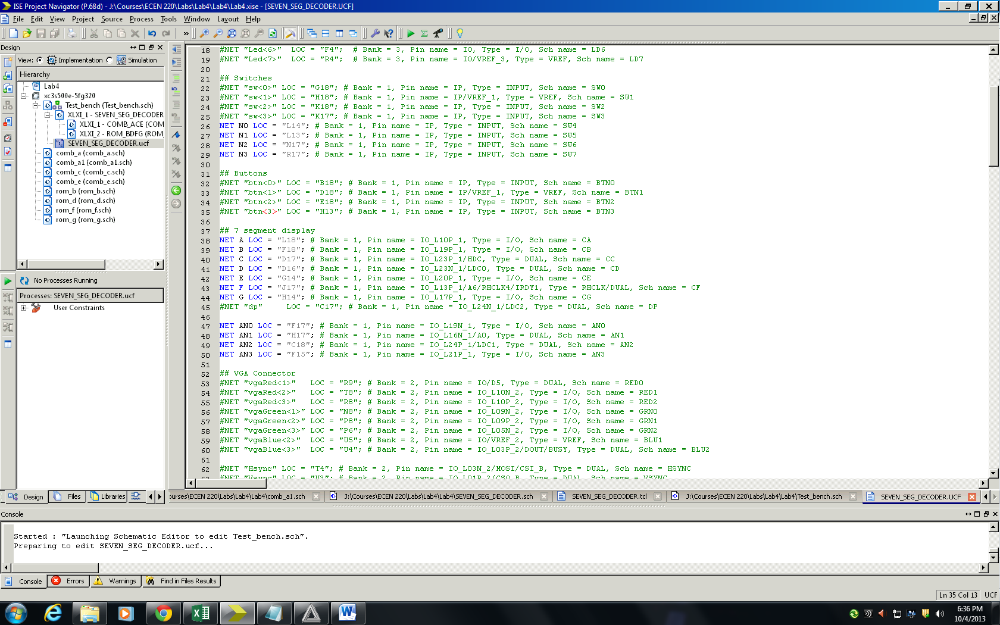 ISE Project Navigator (P.68d) - J:\Courses\ECEN 220\Labs\Lab4\Lab4\Lab4.xise - [SEVEN_SEG_DECODER.UCF]
File Edit View Project Source Process Tools Window Layout Help
Design
View: Implementation Simulation
Hierarchy
Lab4
xc3s500e-5fg320
Test_bench (Test_bench.sch)
XLXI_1 - SEVEN_SEG_DECODER
XLXI_1 - COMB_ACE (COM
XLXI_2 - ROM_BDFG (ROM_
SEVEN_SEG_DECODER.ucf
comb_a (comb_a.sch)
comb_a1 (comb_a1.sch)
comb_c (comb_c.sch)
comb_e (comb_e.sch)
rom_b (rom_b.sch)
rom_d (rom_d.sch)
rom_f (rom_f.sch)
rom_g (rom_g.sch)
No Processes Running
Processes: SEVEN_SEG_DECODER.ucf
User Constraints
Design Files Libraries
18 #NET "Led<6>" LOC = "F4"; # Bank = 3, Pin name = IO, Type = I/O, Sch name = LD6
19 #NET "Led<7>" LOC = "R4"; # Bank = 3, Pin name = IO/VREF_3, Type = VREF, Sch name = LD7
20
21 ## Switches
22 #NET "sw<0>" LOC = "G18"; # Bank = 1, Pin name = IP, Type = INPUT, Sch name = SW0
23 #NET "sw<1>" LOC = "H18"; # Bank = 1, Pin name = IP/VREF_1, Type = VREF, Sch name = SW1
24 #NET "sw<2>" LOC = "K18"; # Bank = 1, Pin name = IP, Type = INPUT, Sch name = SW2
25 #NET "sw<3>" LOC = "K17"; # Bank = 1, Pin name = IP, Type = INPUT, Sch name = SW3
26 NET N0 LOC = "L14"; # Bank = 1, Pin name = IP, Type = INPUT, Sch name = SW4
27 NET N1 LOC = "L13"; # Bank = 1, Pin name = IP, Type = INPUT, Sch name = SW5
28 NET N2 LOC = "N17"; # Bank = 1, Pin name = IP, Type = INPUT, Sch name = SW6
29 NET N3 LOC = "R17"; # Bank = 1, Pin name = IP, Type = INPUT, Sch name = SW7
30
31 ## Buttons
32 #NET "btn<0>" LOC = "B18"; # Bank = 1, Pin name = IP, Type = INPUT, Sch name = BTN0
33 #NET "btn<1>" LOC = "D18"; # Bank = 1, Pin name = IP/VREF_1, Type = VREF, Sch name = BTN1
34 #NET "btn<2>" LOC = "E18"; # Bank = 1, Pin name = IP, Type = INPUT, Sch name = BTN2
35 #NET "btn<3>" LOC = "H13"; # Bank = 1, Pin name = IP, Type = INPUT, Sch name = BTN3
36
37 ## 7 segment display
38 NET A LOC = "L18"; # Bank = 1, Pin name = IO_L10P_1, Type = I/O, Sch name = CA
39 NET B LOC = "F18"; # Bank = 1, Pin name = IO_L19P_1, Type = I/O, Sch name = CB
40 NET C LOC = "D17"; # Bank = 1, Pin name = IO_L23P_1/HDC, Type = DUAL, Sch name = CC
41 NET D LOC = "D16"; # Bank = 1, Pin name = IO_L23N_1/LDC0, Type = DUAL, Sch name = CD
42 NET E LOC = "G14"; # Bank = 1, Pin name = IO_L20P_1, Type = I/O, Sch name = CE
43 NET F LOC = "J17"; # Bank = 1, Pin name = IO_L13P_1/A6/RHCLK4/IRDY1, Type = RHCLK/DUAL, Sch name = CF
44 NET G LOC = "H14"; # Bank = 1, Pin name = IO_L17P_1, Type = I/O, Sch name = CG
45 #NET "dp" LOC = "C17"; # Bank = 1, Pin name = IO_L24N_1/LDC2, Type = DUAL, Sch name = DP
46
47 NET AN0 LOC = "F17"; # Bank = 1, Pin name = IO_L19N_1, Type = I/O, Sch name = AN0
48 NET AN1 LOC = "H17"; # Bank = 1, Pin name = IO_L16N_1/A0, Type = DUAL, Sch name = AN1
49 NET AN2 LOC = "C18"; # Bank = 1, Pin name = IO_L24P_1/LDC1, Type = DUAL, Sch name = AN2
50 NET AN3 LOC = "F15"; # Bank = 1, Pin name = IO_L21P_1, Type = I/O, Sch name = AN3
51
52 ## VGA Connector
53 #NET "vgaRed<1>" LOC = "R9"; # Bank = 2, Pin name = IO/D5, Type = DUAL, Sch name = RED0
54 #NET "vgaRed<2>" LOC = "T8"; # Bank = 2, Pin name = IO_L10N_2, Type = I/O, Sch name = RED1
55 #NET "vgaRed<3>" LOC = "R8"; # Bank = 2, Pin name = IO_L10P_2, Type = I/O, Sch name = RED2
56 #NET "vgaGreen<1>" LOC = "N8"; # Bank = 2, Pin name = IO_L09N_2, Type = I/O, Sch name = GRN0
57 #NET "vgaGreen<2>" LOC = "P8"; # Bank = 2, Pin name = IO_L09P_2, Type = I/O, Sch name = GRN1
58 #NET "vgaGreen<3>" LOC = "P6"; # Bank = 2, Pin name = IO_L05N_2, Type = I/O, Sch name = GRN2
59 #NET "vgaBlue<2>" LOC = "U5"; # Bank = 2, Pin name = IO/VREF_2, Type = VREF, Sch name = BLU1
60 #NET "vgaBlue<3>" LOC = "U4"; # Bank = 2, Pin name = IO_L03P_2/DOUT/BUSY, Type = DUAL, Sch name = BLU2
61
62 #NET "Hsync" LOC = "T4"; # Bank = 2, Pin name = IO_L03N_2/MOSI/CSI_B, Type = DUAL, Sch name = HSYNC
63 #NET "Vsync" LOC = "U3"; # Bank = 2, Pin name = IO_L01P_2/CSO_B, Type = DUAL, Sch name = VSYNC
ourses\ECEN 220\Labs\Lab4\Lab4\comb_a1.sch J:\Courses\ECEN 220\Labs\Lab4\Lab4\SEVEN_SEG_DECODER.sch SEVEN_SEG_DECODER.tcl J:\Courses\ECEN 220\Labs\Lab4\Lab4\Test_bench.sch SEVEN_SEG_DECODER.UCF
Console
Started : "Launching Schematic Editor to edit Test_bench.sch".
Preparing to edit SEVEN_SEG_DECODER.ucf...
Console Errors Warnings Find in Files Results
Ln 35 Col 13 UCF
6:36 PM
10/4/2013